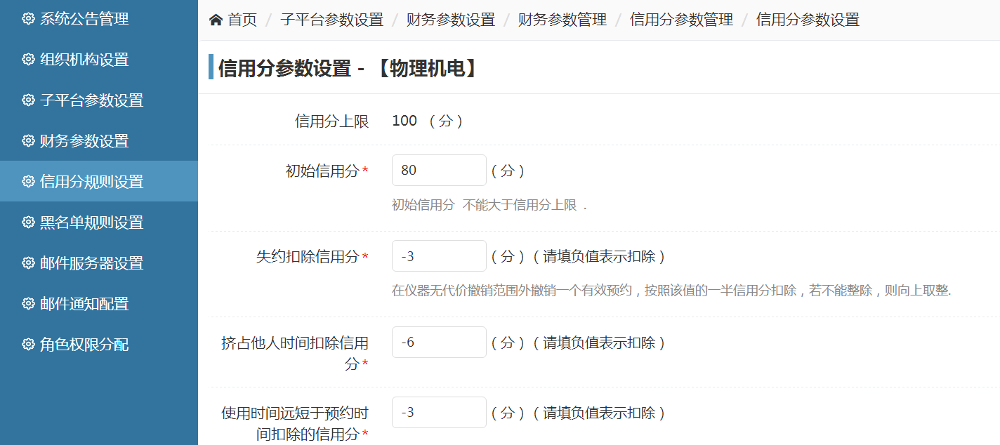 系统公告管理
组织机构设置
子平台参数设置
财务参数设置
信用分规则设置
黑名单规则设置
邮件服务器设置
邮件通知配置
角色权限分配
首页 / 子平台参数设置 / 财务参数设置 / 财务参数管理 / 信用分参数管理 / 信用分参数设置
信用分参数设置 - 【物理机电】
信用分上限 100 （分）
初始信用分* 80 （分）
初始信用分 不能大于信用分上限 .
失约扣除信用分* -3 （分）（请填负值表示扣除）
在仪器无代价撤销范围外撤销一个有效预约，按照该值的一半信用分扣除，若不能整除，则向上取整.
挤占他人时间扣除信用 -6 （分）（请填负值表示扣除）
分*
使用时间远短于预约时 -3 （分）（请填负值表示扣除）
间扣除的信用分*